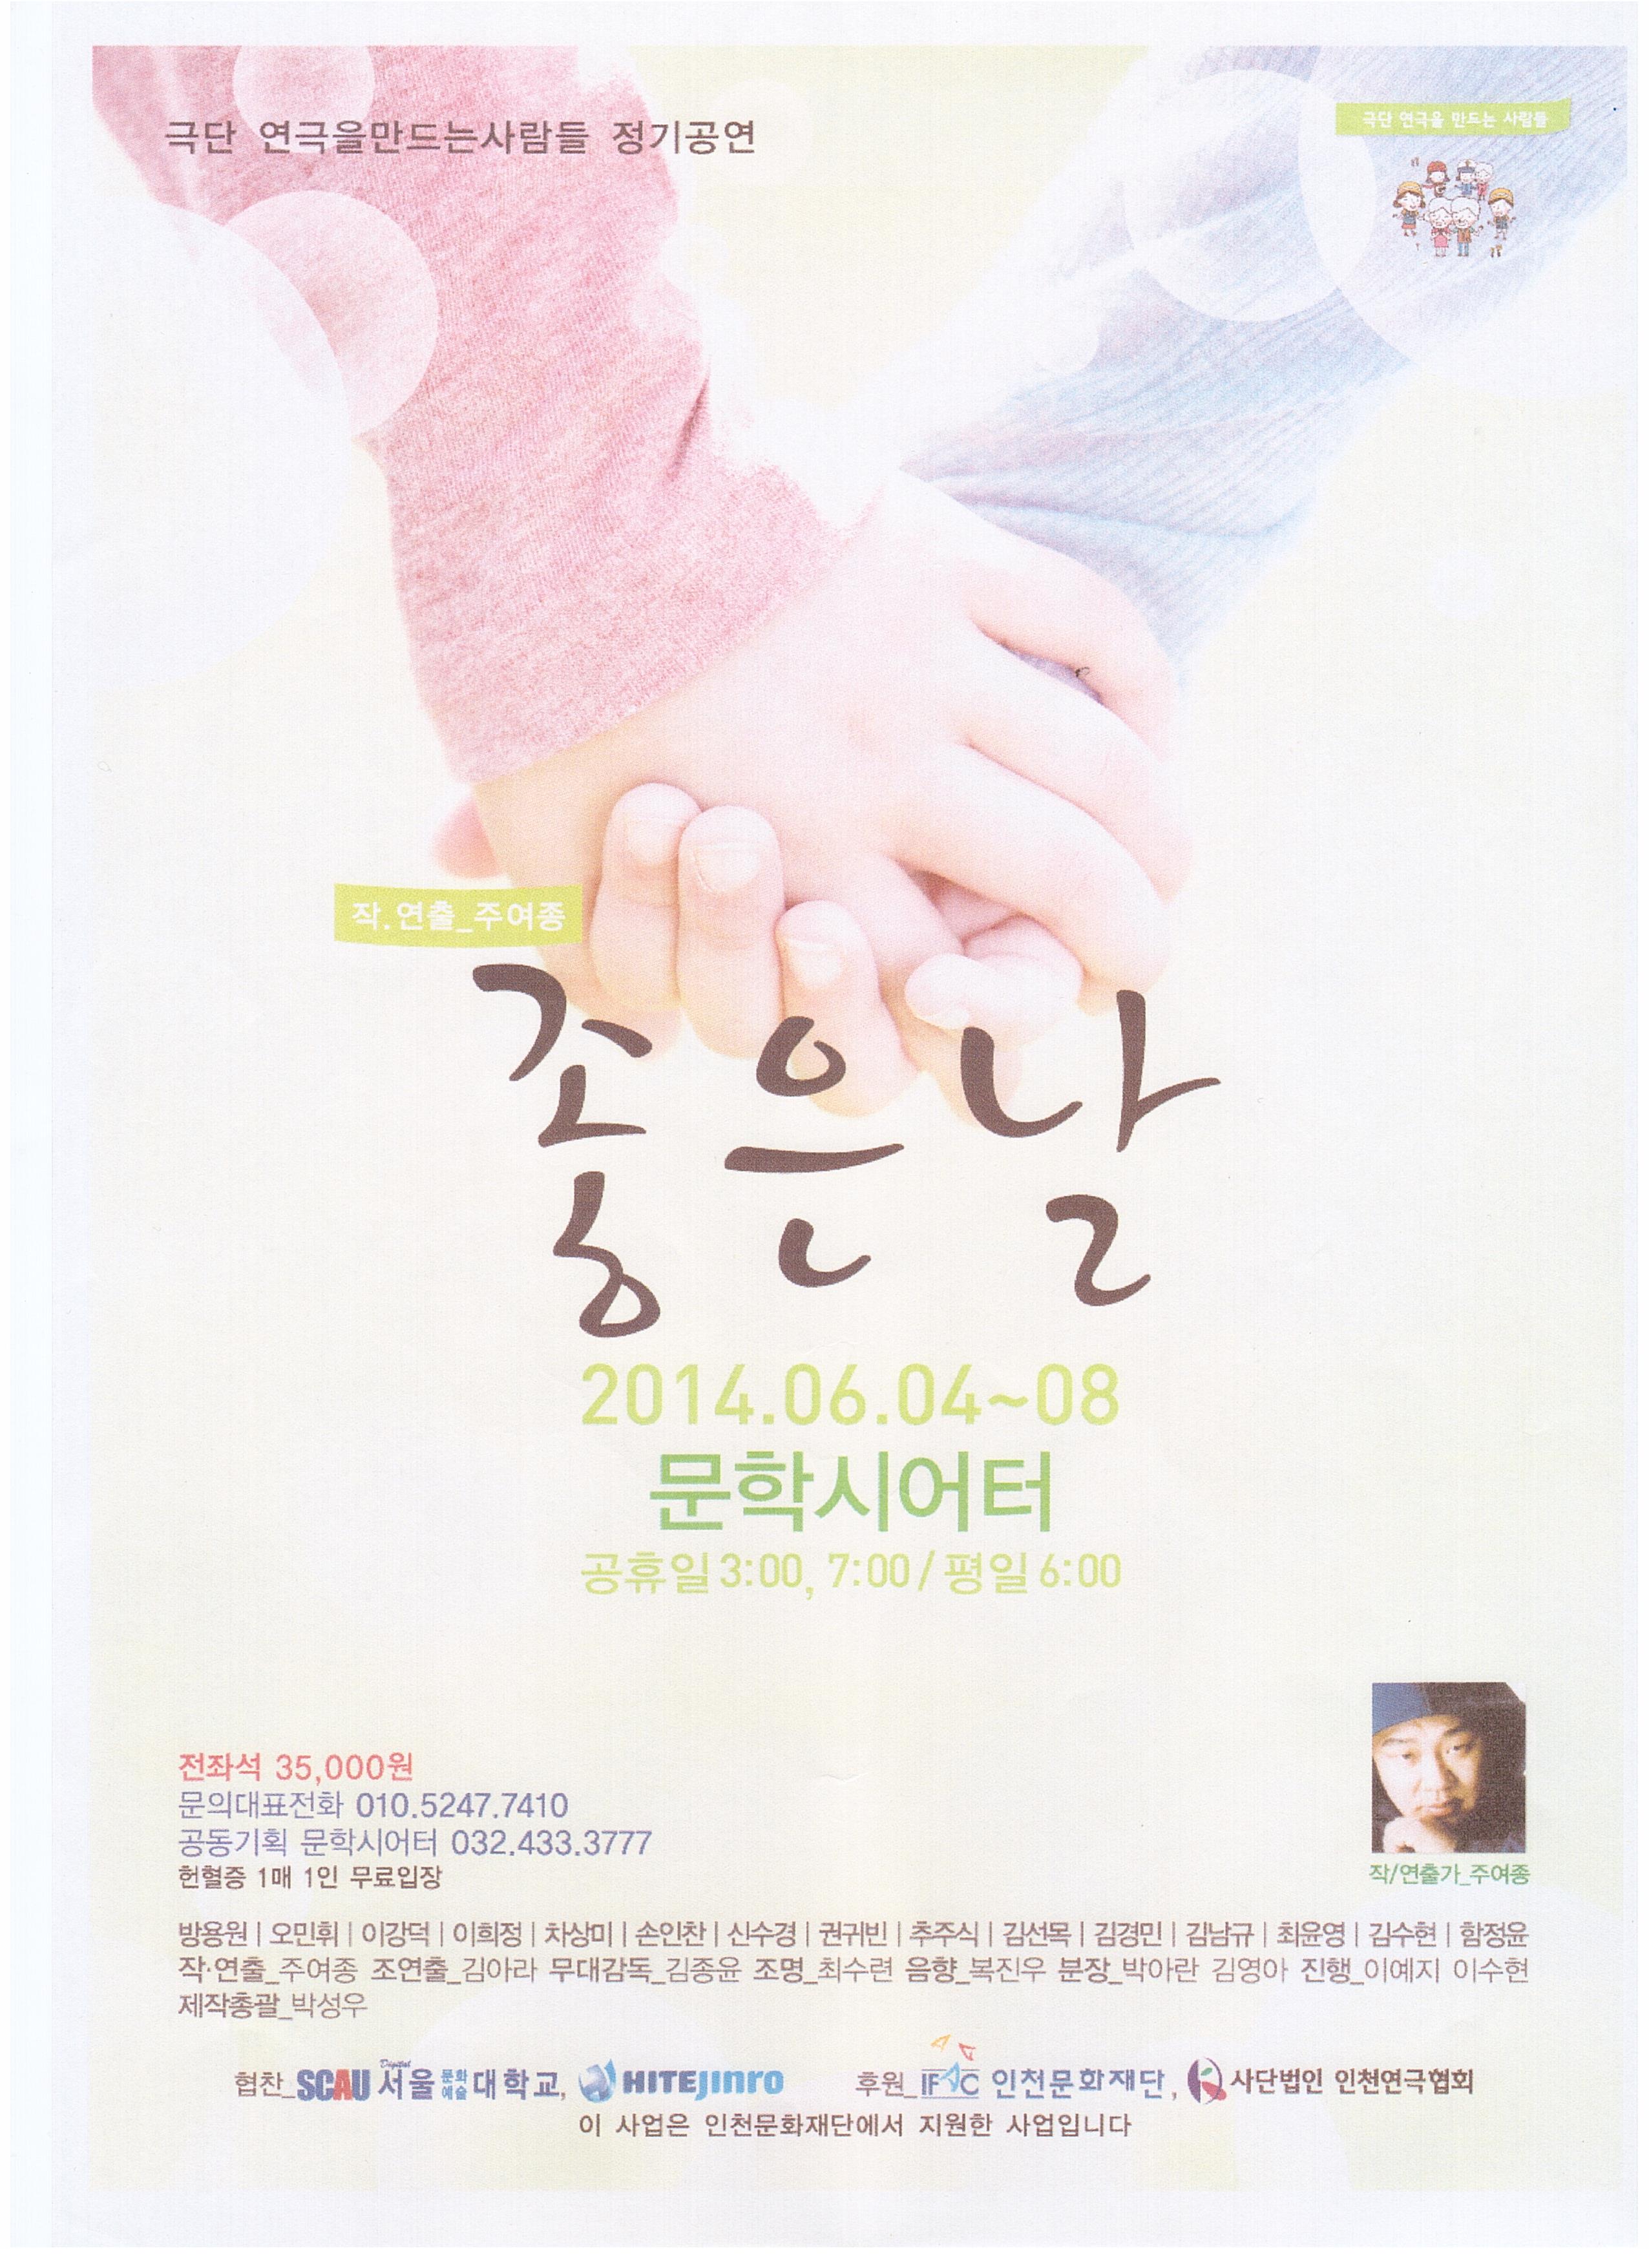 극단 연극을만드는사람들 정기공연
극단 연극을 만드는 사람들
작.연출_주여종
좋은날
2014.06.04~08
문학시어터
공휴일 3:00, 7:00 / 평일 6:00
전좌석 35,000원
문의대표전화 010.5247.7410
공동기획 문학시어터 032.433.3777
헌혈증 1매 1인 무료입장
작/연출가_주여종
방용원 | 오민휘 | 이강덕 | 이희정 | 차상미 | 손인찬 | 신수경 | 권귀빈 | 추주식 | 김선목 | 김경민 | 김남규 | 최윤영 | 김수현 | 함정윤
작·연출_주여종 조연출_김아라 무대감독_김종윤 조명_최수련 음향_복진우 분장_박아란 김영아 진행_이예지 이수현
제작총괄_박성우
협찬_SCAU Digital 서울문화예술대학교, HITEJINRO 후원_IFAC 인천문화재단, 사단법인 인천연극협회
이 사업은 인천문화재단에서 지원한 사업입니다